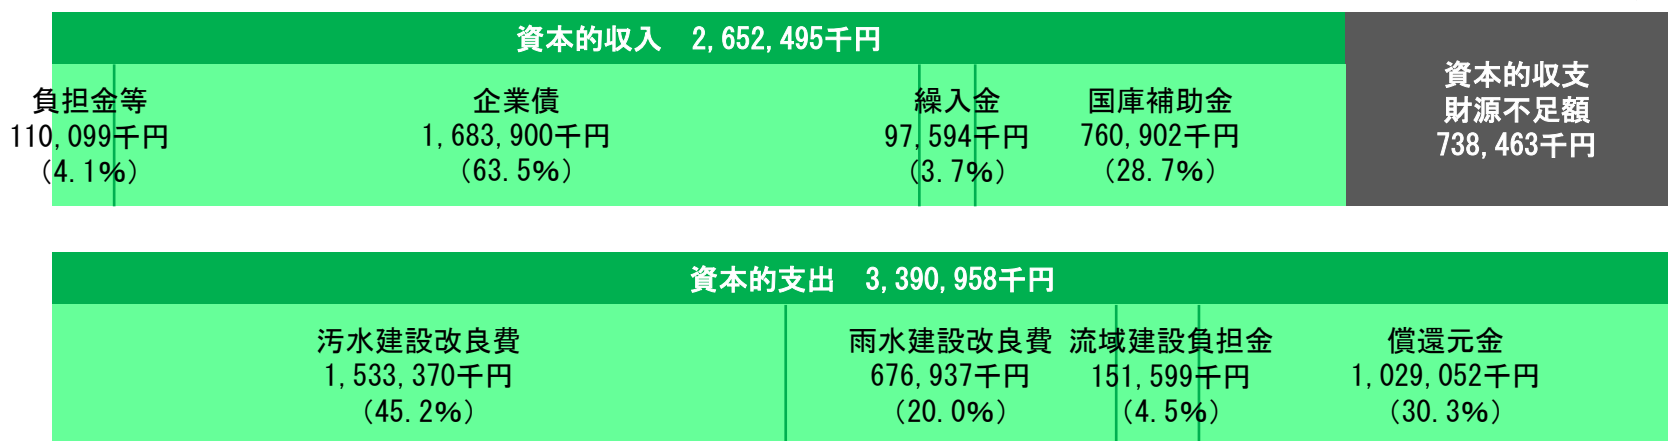 資本的収入　2,652,495千円
負担金等
110,099千円
（4.1%）
企業債
1,683,900千円
（63.5%）
繰入金
97,594千円
（3.7%）
国庫補助金
760,902千円
（28.7%）
資本的収支
財源不足額
738,463千円
資本的支出　3,390,958千円
汚水建設改良費
1,533,370千円
（45.2%）
雨水建設改良費
676,937千円
（20.0%）
流域建設負担金
151,599千円
（4.5%）
償還元金
1,029,052千円
（30.3%）